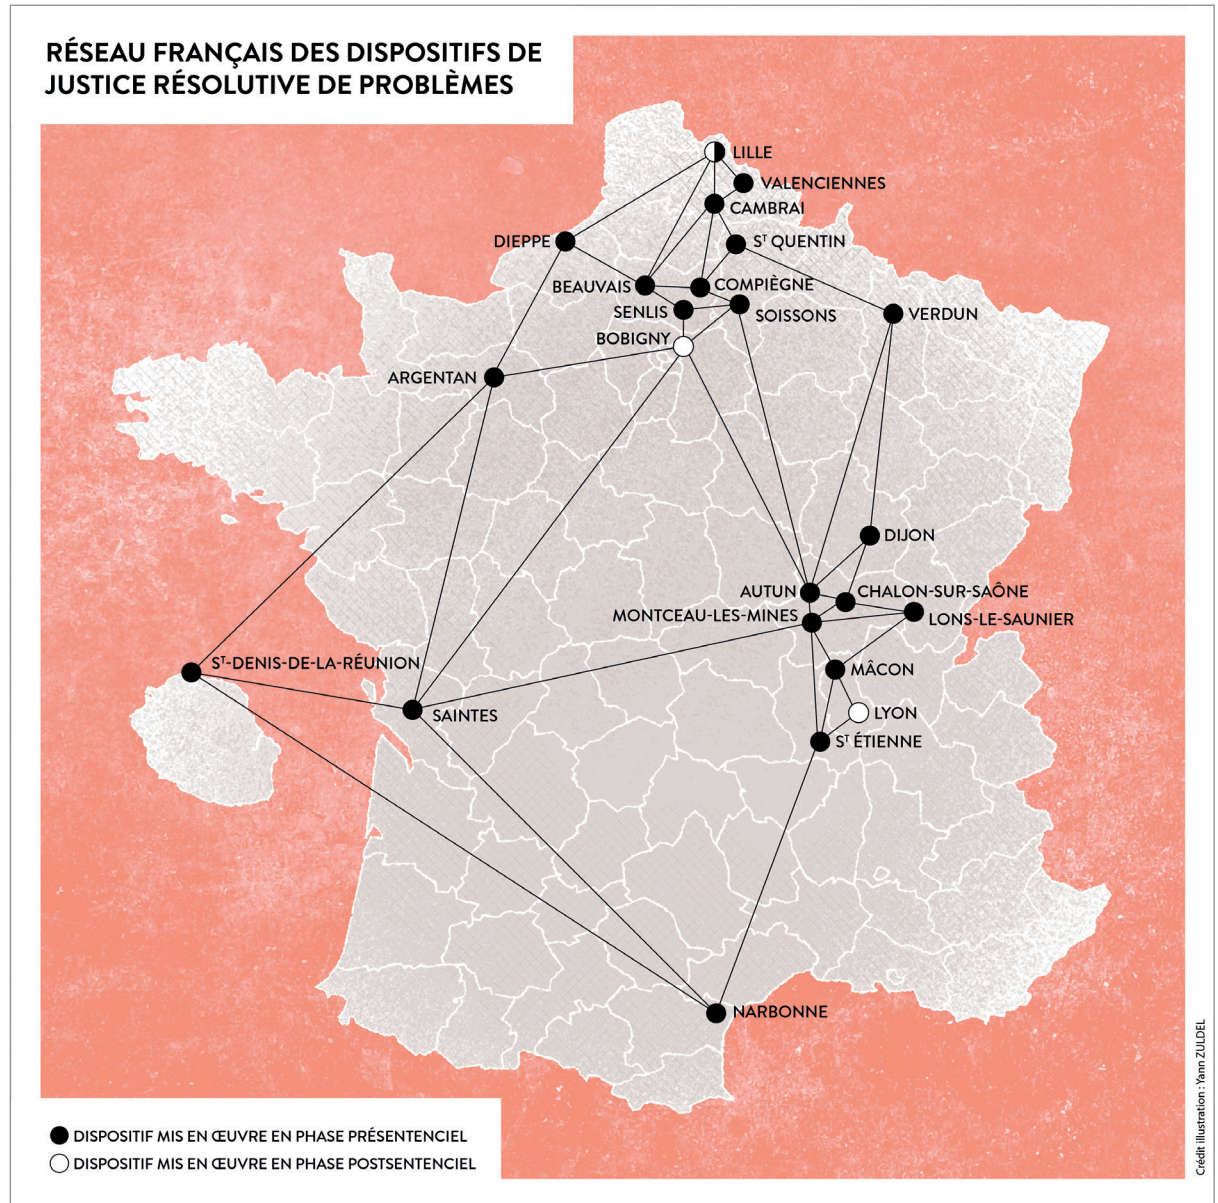 RÉSEAU FRANÇAIS DES DISPOSITIFS DE
JUSTICE RÉSOLUTIVE DE PROBLÈMES
LILLE
VALENCIENNES
CAMBRAI
DIEPPE
Sᵀ QUENTIN
BEAUVAIS
COMPIÈGNE
SENLIS
SOISSONS
VERDUN
BOBIGNY
ARGENTAN
DIJON
AUTUN
CHALON-SUR-SAÔNE
MONTCEAU-LES-MINES
LONS-LE-SAUNIER
Sᵀ-DENIS-DE-LA-RÉUNION
MÂCON
SAINTES
LYON
Sᵀ ÉTIENNE
NARBONNE
DISPOSITIF MIS EN ŒUVRE EN PHASE PRÉSENTENCIEL
DISPOSITIF MIS EN ŒUVRE EN PHASE POSTSENTENCIEL
Crédit illustration : Yann ZULDEL